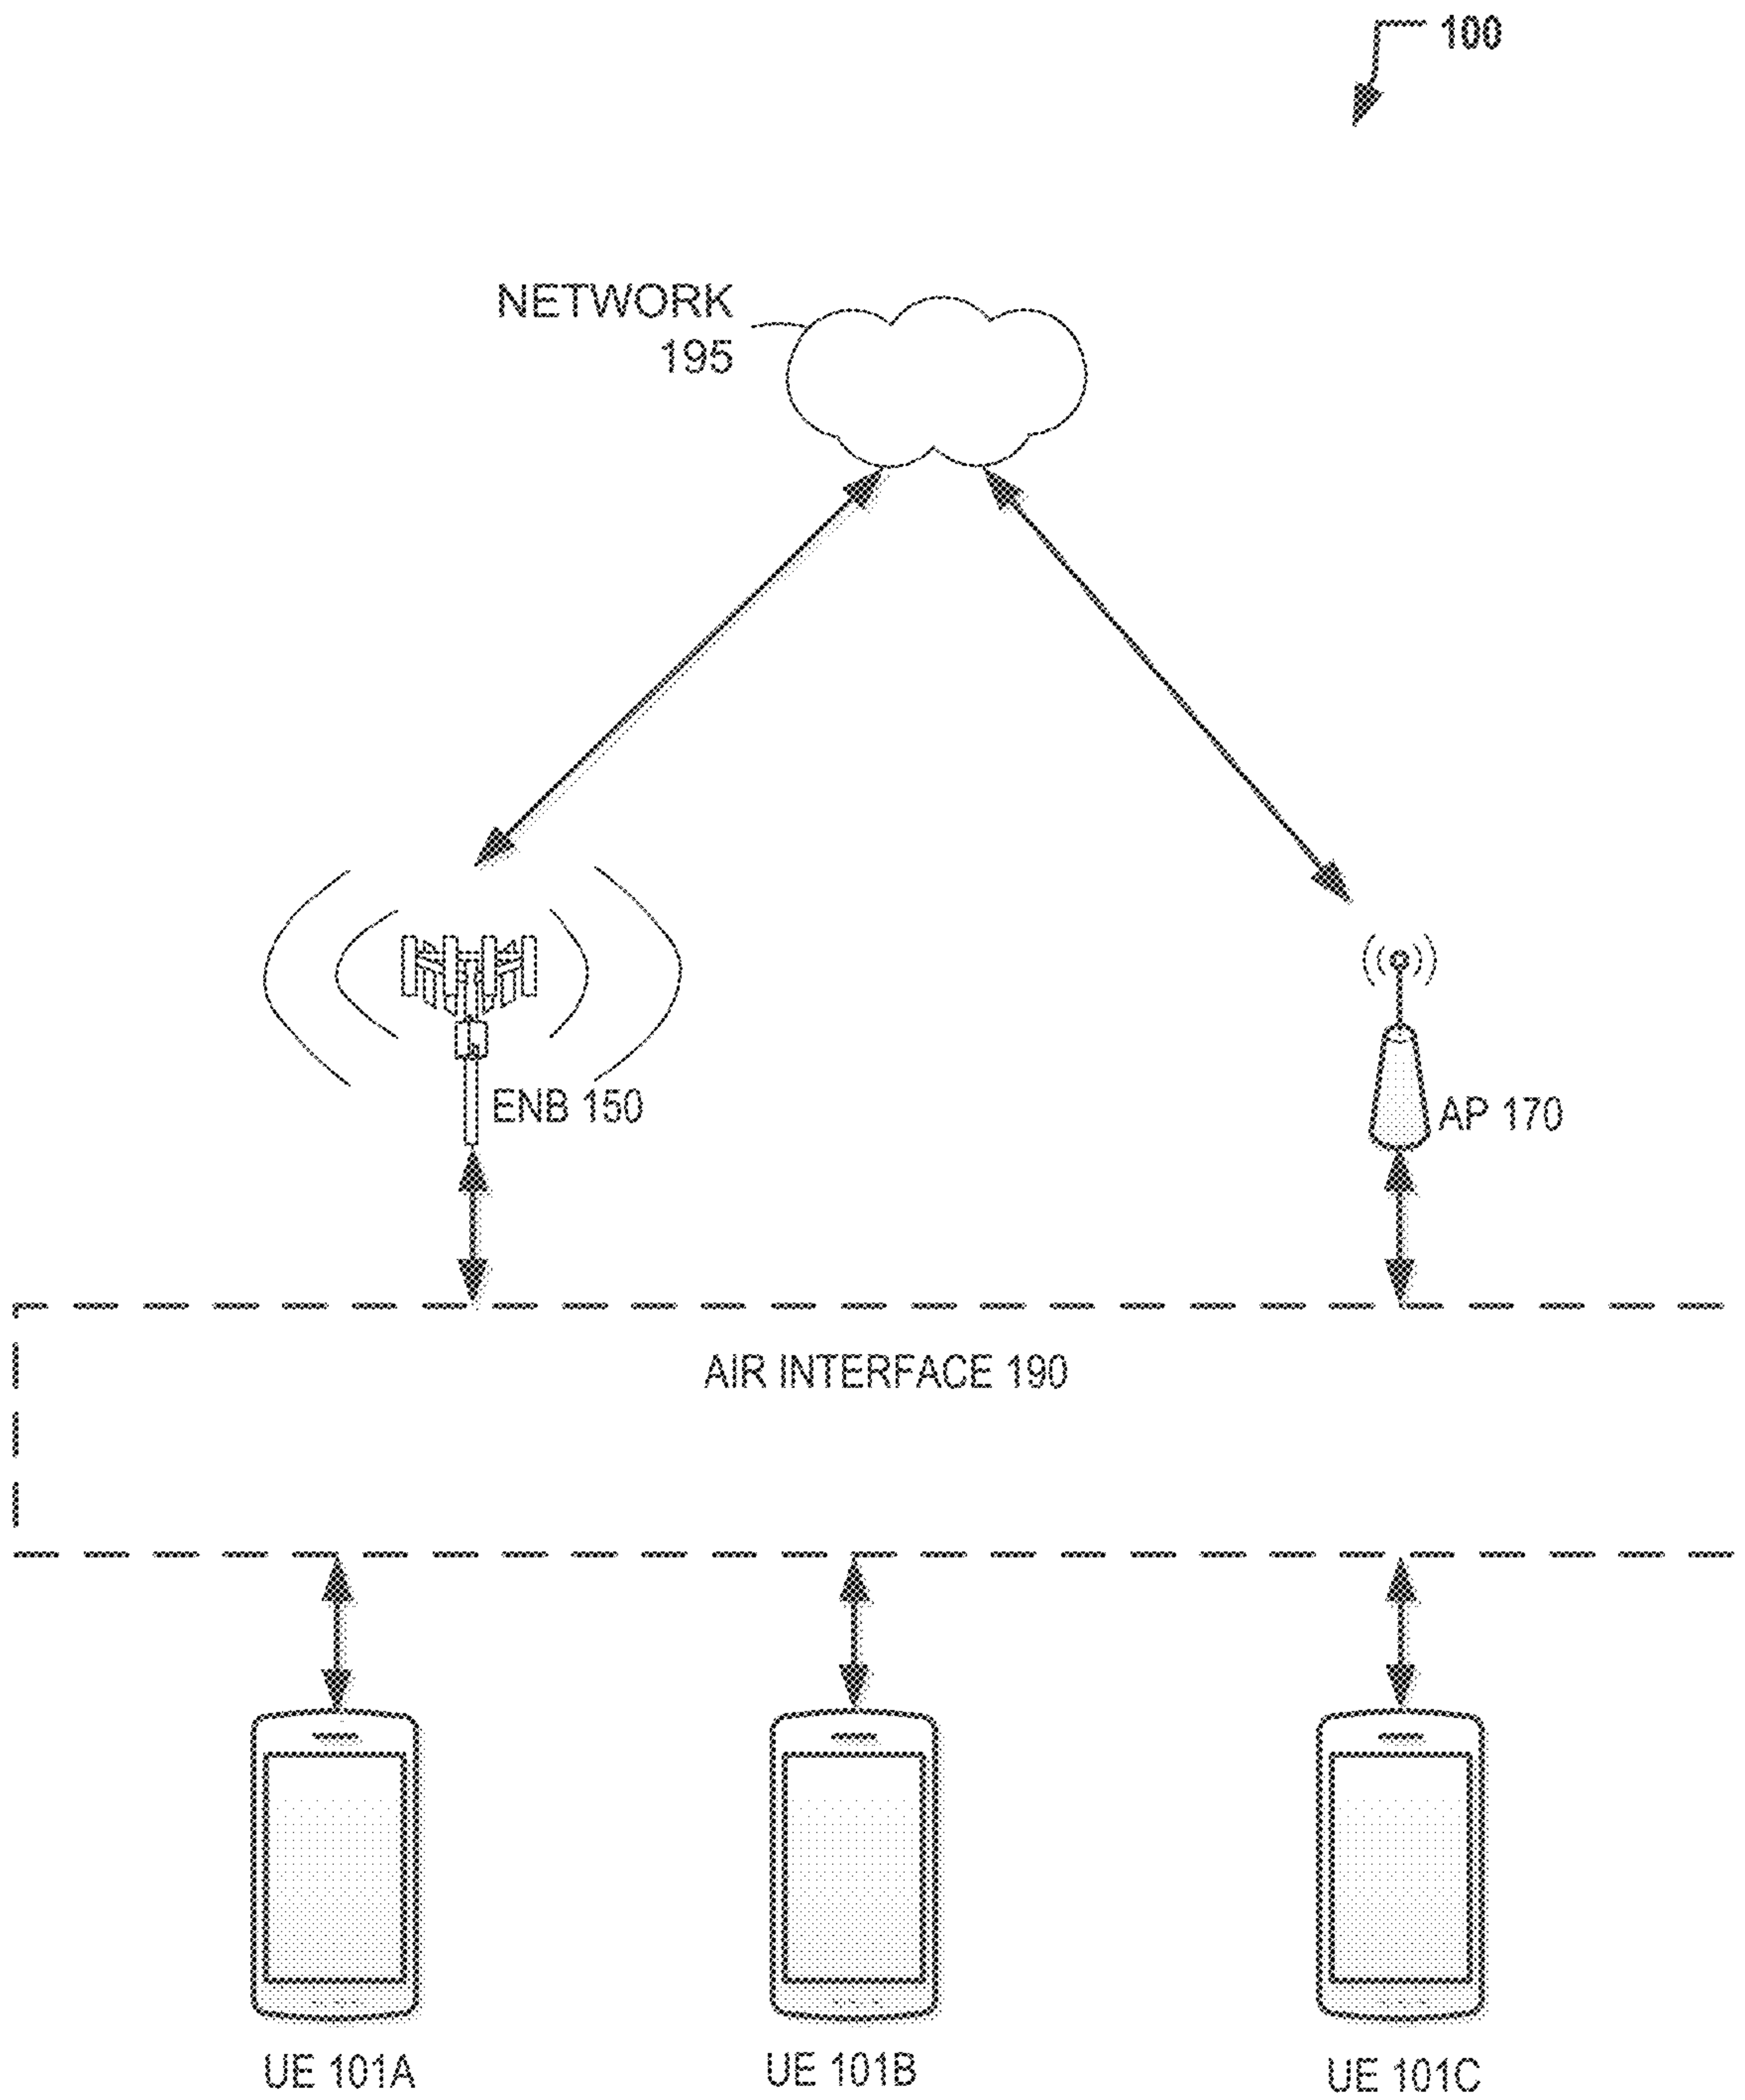 100
NETWORK
195
ENB 150
AP 170
AIR INTERFACE 190
UE 101A
UE 101B
UE 101C